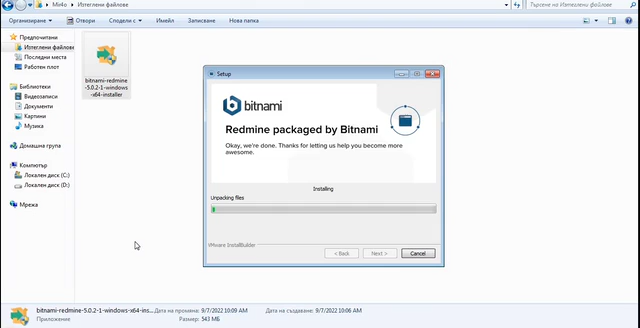 Mi4o ▸ Изтеглени файлове
Търсене на Изтеглени файлове
Организиране
Отвори
Сподели с
Имейл
Записване
Нова папка
Предпочитани
Изтеглени файлове
Последни места
Работен плот
Библиотеки
Видеозаписи
Документи
Картини
Музика
Домашна група
Компютър
Локален диск (C:)
Локален диск (D:)
Мрежа
bitnami-redmine
-5.0.2-1-windows
-x64-installer
Setup
bitnami
Redmine packaged by Bitnami
Okay, we're done. Thanks for letting us help you become more
awesome.
Installing
Unpacking files
VMware InstallBuilder
< Back
Next >
Cancel
bitnami-redmine-5.0.2-1-windows-x64-ins...
Дата на промяна: 9/7/2022 10:09 AM
Дата на създаване: 9/7/2022 10:06 AM
Приложение
Размер: 543 МБ